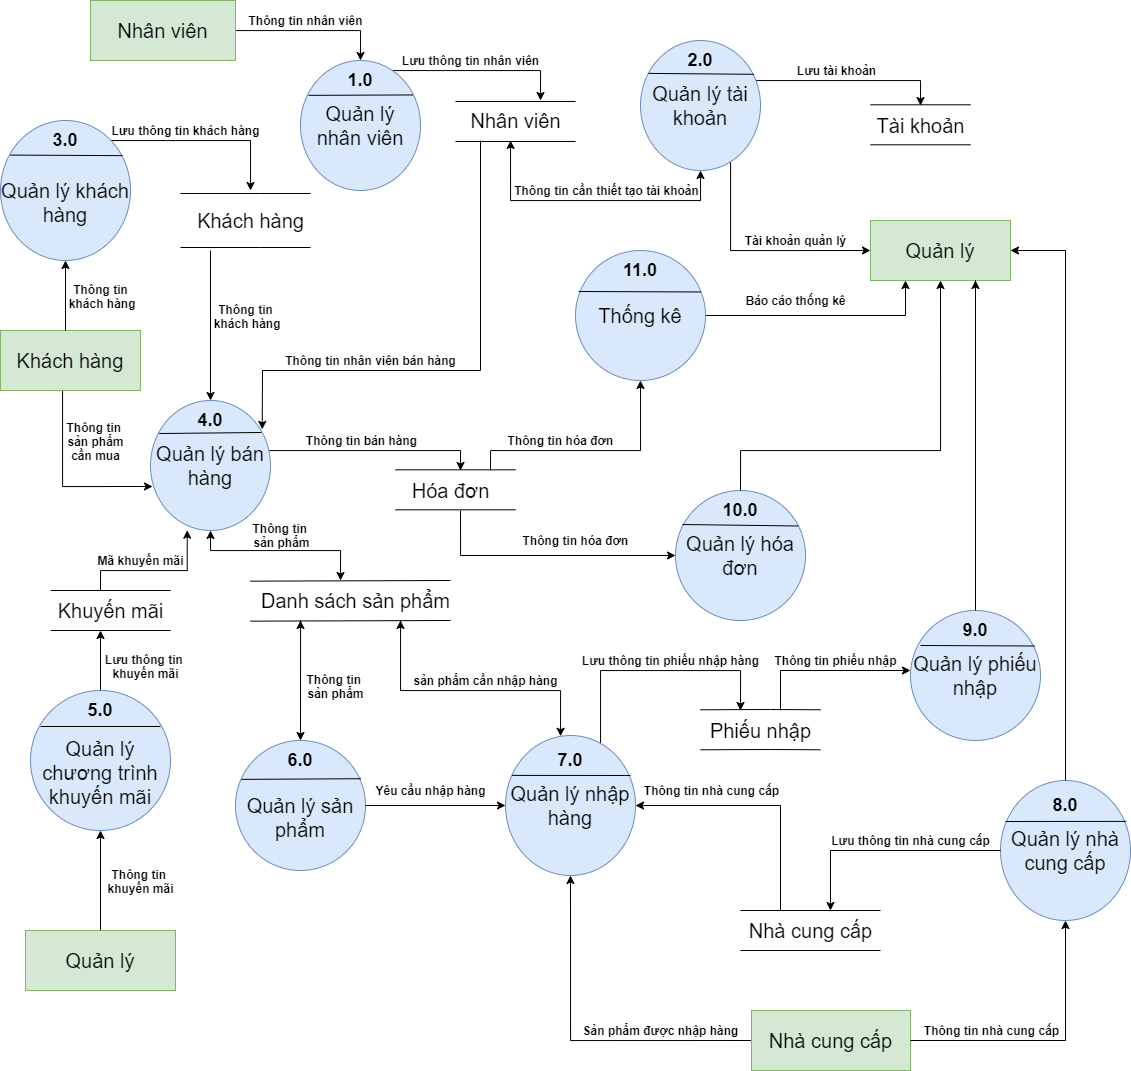 Nhân viên
Thông tin nhân viên
1.0
Quản lý
nhân viên
Lưu thông tin nhân viên
Nhân viên
2.0
Quản lý tài
khoản
Lưu tài khoản
Tài khoản
Thông tin cần thiết tạo tài khoản
Tài khoản quản lý
Quản lý
3.0
Quản lý khách
hàng
Lưu thông tin khách hàng
Khách hàng
Thông tin
khách hàng
Khách hàng
Thông tin
khách hàng
11.0
Thống kê
Báo cáo thống kê
Thông tin nhân viên bán hàng
Thông tin
sản phẩm
cần mua
4.0
Quản lý bán
hàng
Thông tin bán hàng
Thông tin hóa đơn
Hóa đơn
Thông tin hóa đơn
10.0
Quản lý hóa
đơn
Thông tin
sản phẩm
Mã khuyến mãi
Khuyến mãi
Danh sách sản phẩm
Lưu thông tin
khuyến mãi
Thông tin
sản phẩm
sản phẩm cần nhập hàng
Lưu thông tin phiếu nhập hàng
Thông tin phiếu nhập
9.0
Quản lý phiếu
nhập
Phiếu nhập
5.0
Quản lý
chương trình
khuyến mãi
6.0
Quản lý sản
phẩm
Yêu cầu nhập hàng
7.0
Quản lý nhập
hàng
Thông tin nhà cung cấp
8.0
Quản lý nhà
cung cấp
Lưu thông tin nhà cung cấp
Thông tin
khuyến mãi
Nhà cung cấp
Quản lý
Sản phẩm được nhập hàng
Nhà cung cấp
Thông tin nhà cung cấp